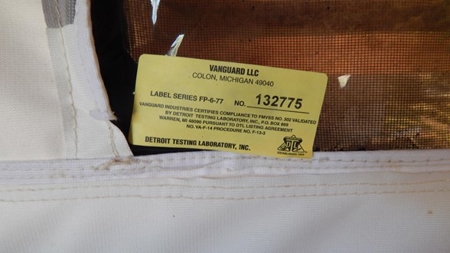 VANGUARD LLC
COLON, MICHIGAN 49040
LABEL SERIES FP-6-77 NO. 132775
VANGUARD INDUSTRIES CERTIFIES COMPLIANCE TO FMVSS NO. 302 VALIDATED
BY DETROIT TESTING LABORATORY, INC., P.O. BOX 869
WARREN, MI 48090 PURSUANT TO DTL LISTING AGREEMENT
NO. VA-F-14 PROCEDURE NO. F-13-3
DETROIT TESTING LABORATORY, INC.